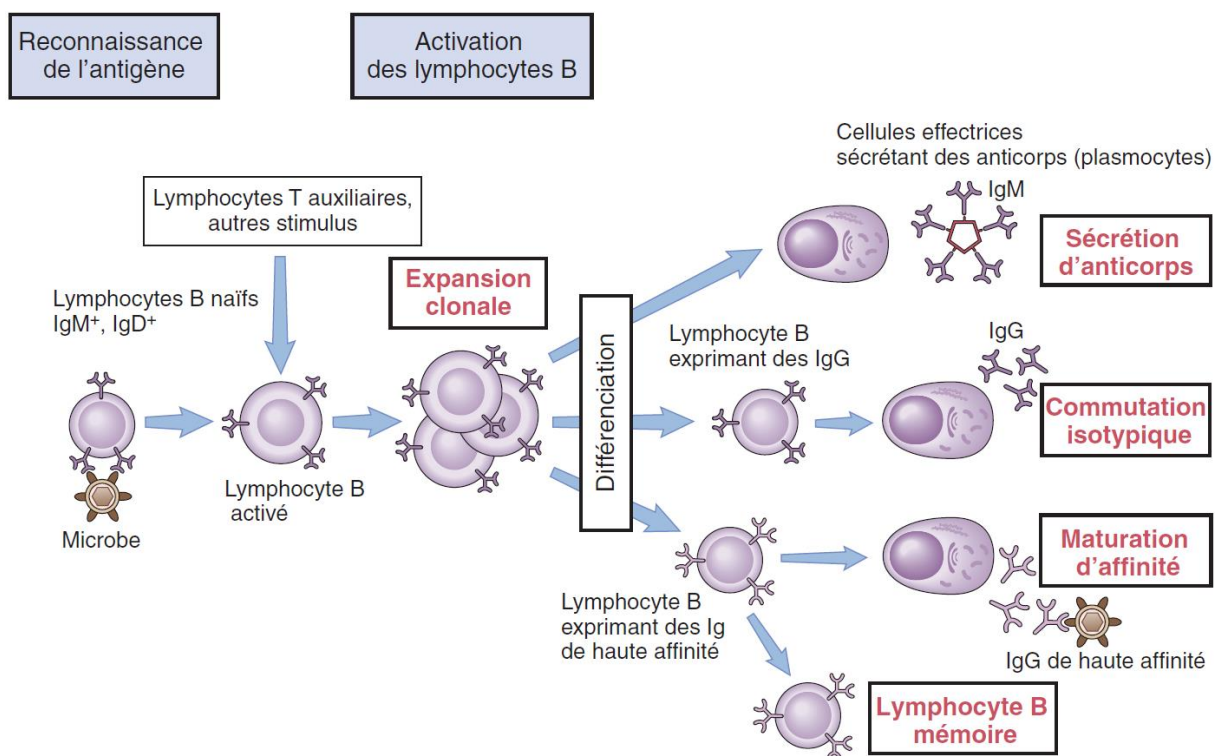 Reconnaissance
de l'antigène
Activation
des lymphocytes B
Cellules effectrices
sécrétant des anticorps (plasmocytes)
IgM
Sécrétion
d'anticorps
Lymphocytes T auxiliaires,
autres stimulus
Lymphocytes B naïfs
IgM⁺, IgD⁺
Expansion
clonale
Différenciation
Lymphocyte B
exprimant des IgG
IgG
Commutation
isotypique
Lymphocyte B
activé
Microbe
Maturation
d'affinité
Lymphocyte B
exprimant des Ig
de haute affinité
IgG de haute affinité
Lymphocyte B
mémoire